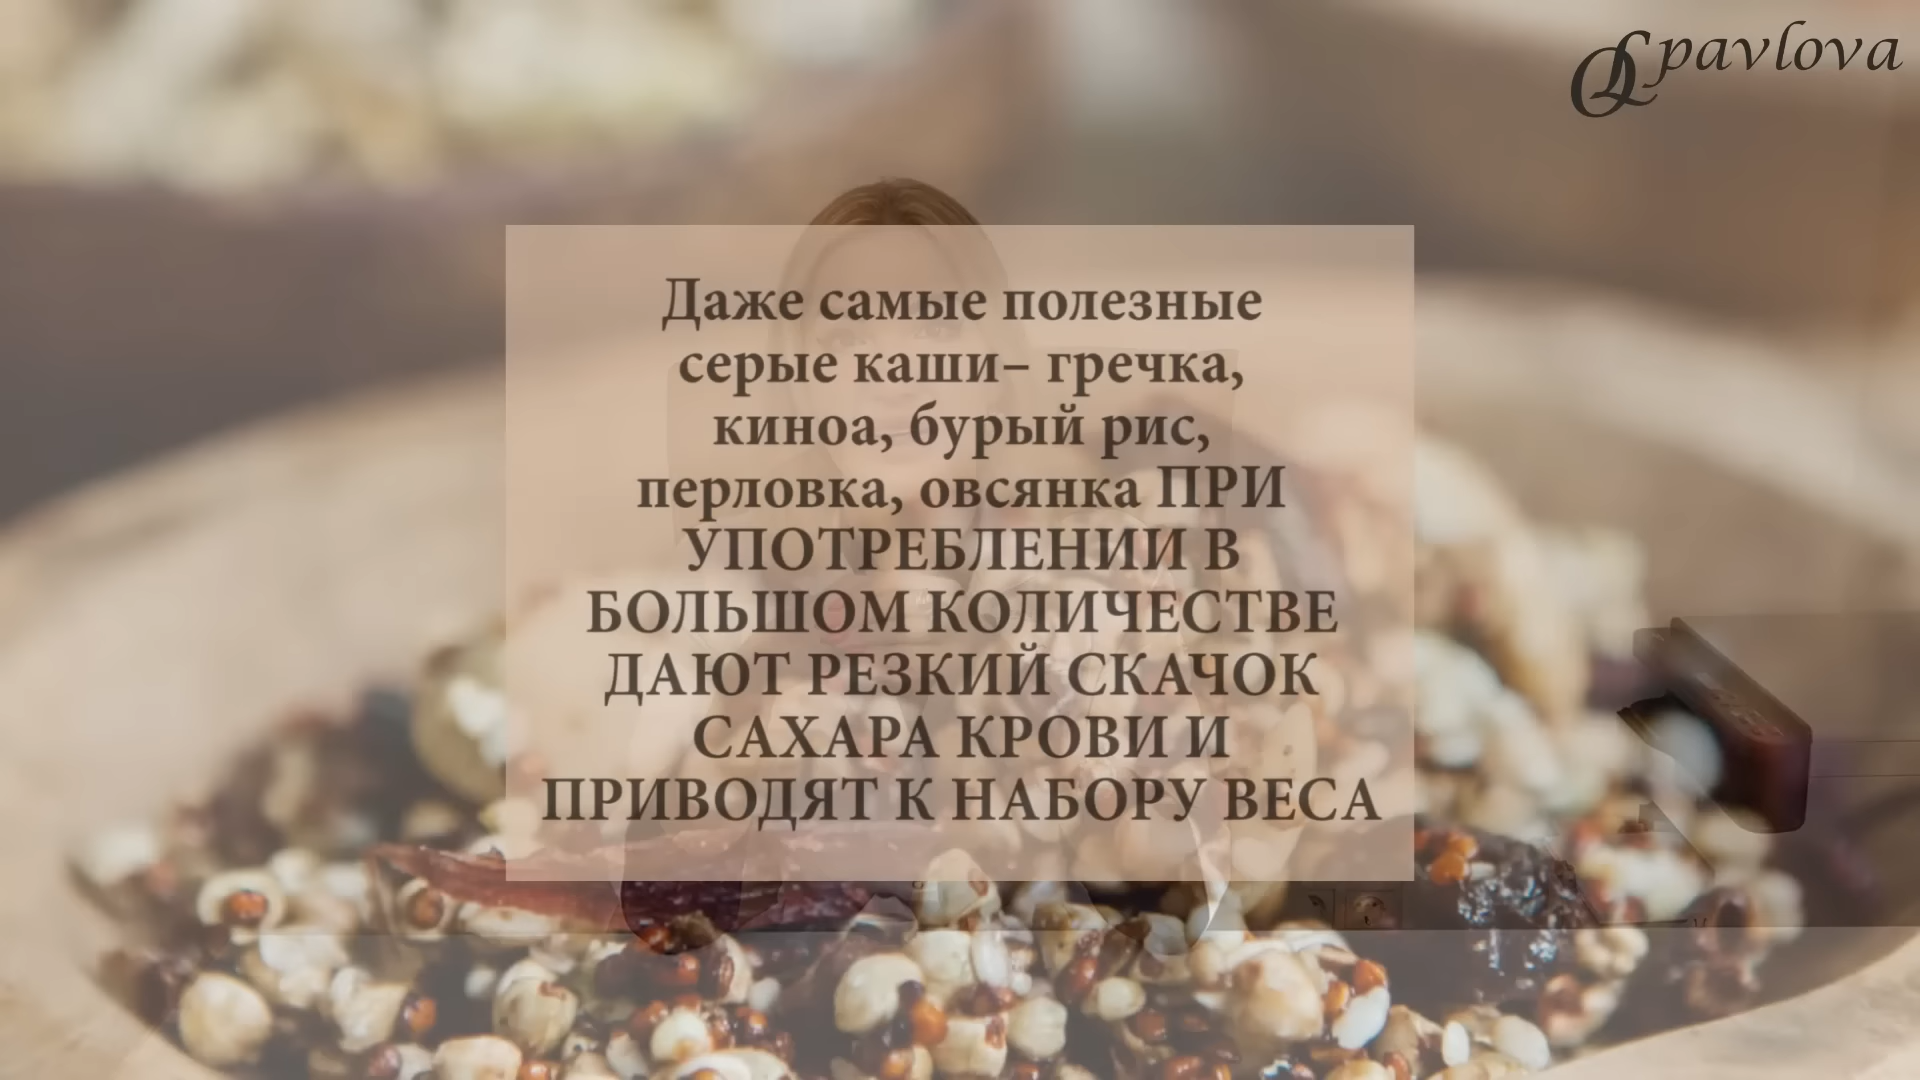 pavlova
Даже самые полезные
серые каши– гречка,
киноа, бурый рис,
перловка, овсянка ПРИ
УПОТРЕБЛЕНИИ В
БОЛЬШОМ КОЛИЧЕСТВЕ
ДАЮТ РЕЗКИЙ СКАЧОК
САХАРА КРОВИ И
ПРИВОДЯТ К НАБОРУ ВЕСА